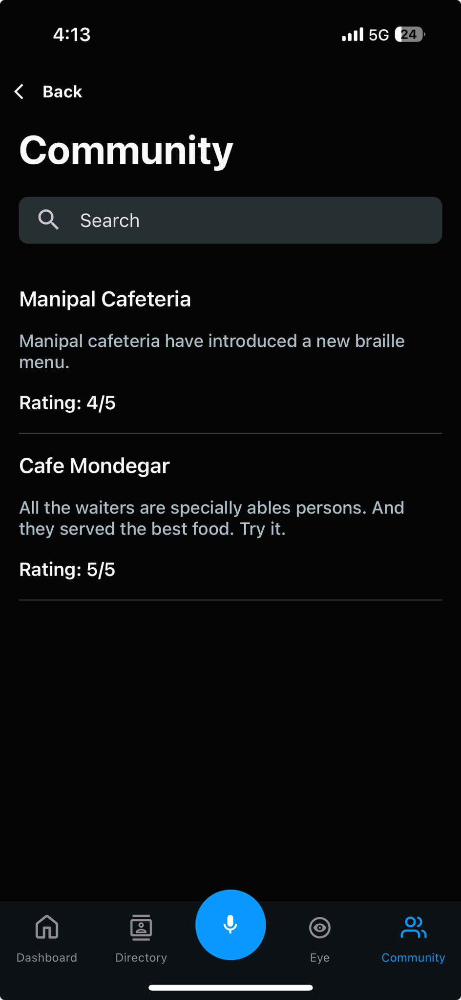 4:13
5G 24
Back
Community
Search
Manipal Cafeteria
Manipal cafeteria have introduced a new braille
menu.
Rating: 4/5
Cafe Mondegar
All the waiters are specially ables persons. And
they served the best food. Try it.
Rating: 5/5
Dashboard
Directory
Eye
Community